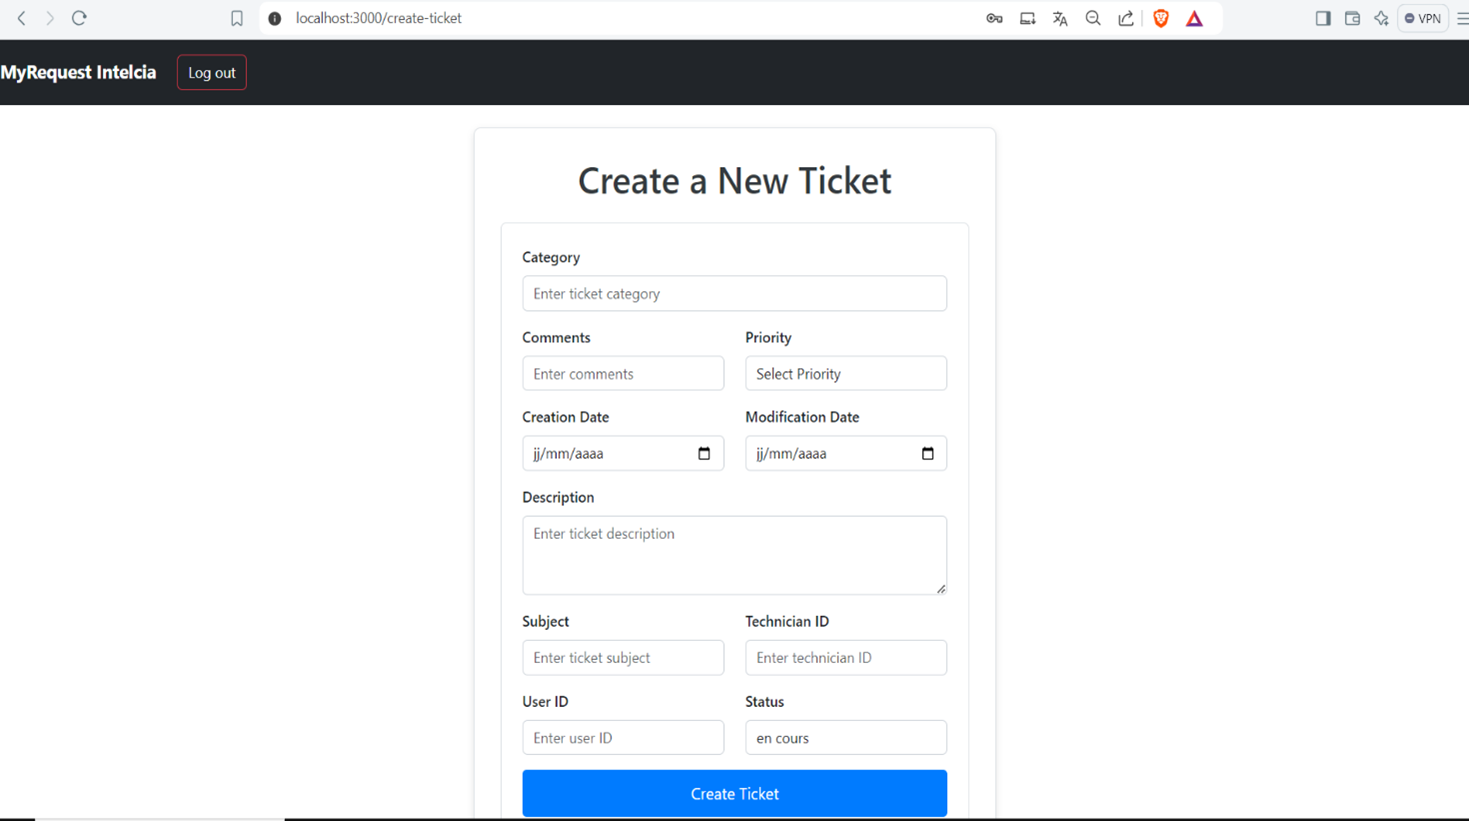 localhost:3000/create-ticket
VPN
MyRequest Intelcia Log out
Create a New Ticket
Category
Enter ticket category
Comments Priority
Enter comments Select Priority
Creation Date Modification Date
jj/mm/aaaa jj/mm/aaaa
Description
Enter ticket description
Subject Technician ID
Enter ticket subject Enter technician ID
User ID Status
Enter user ID en cours
Create Ticket